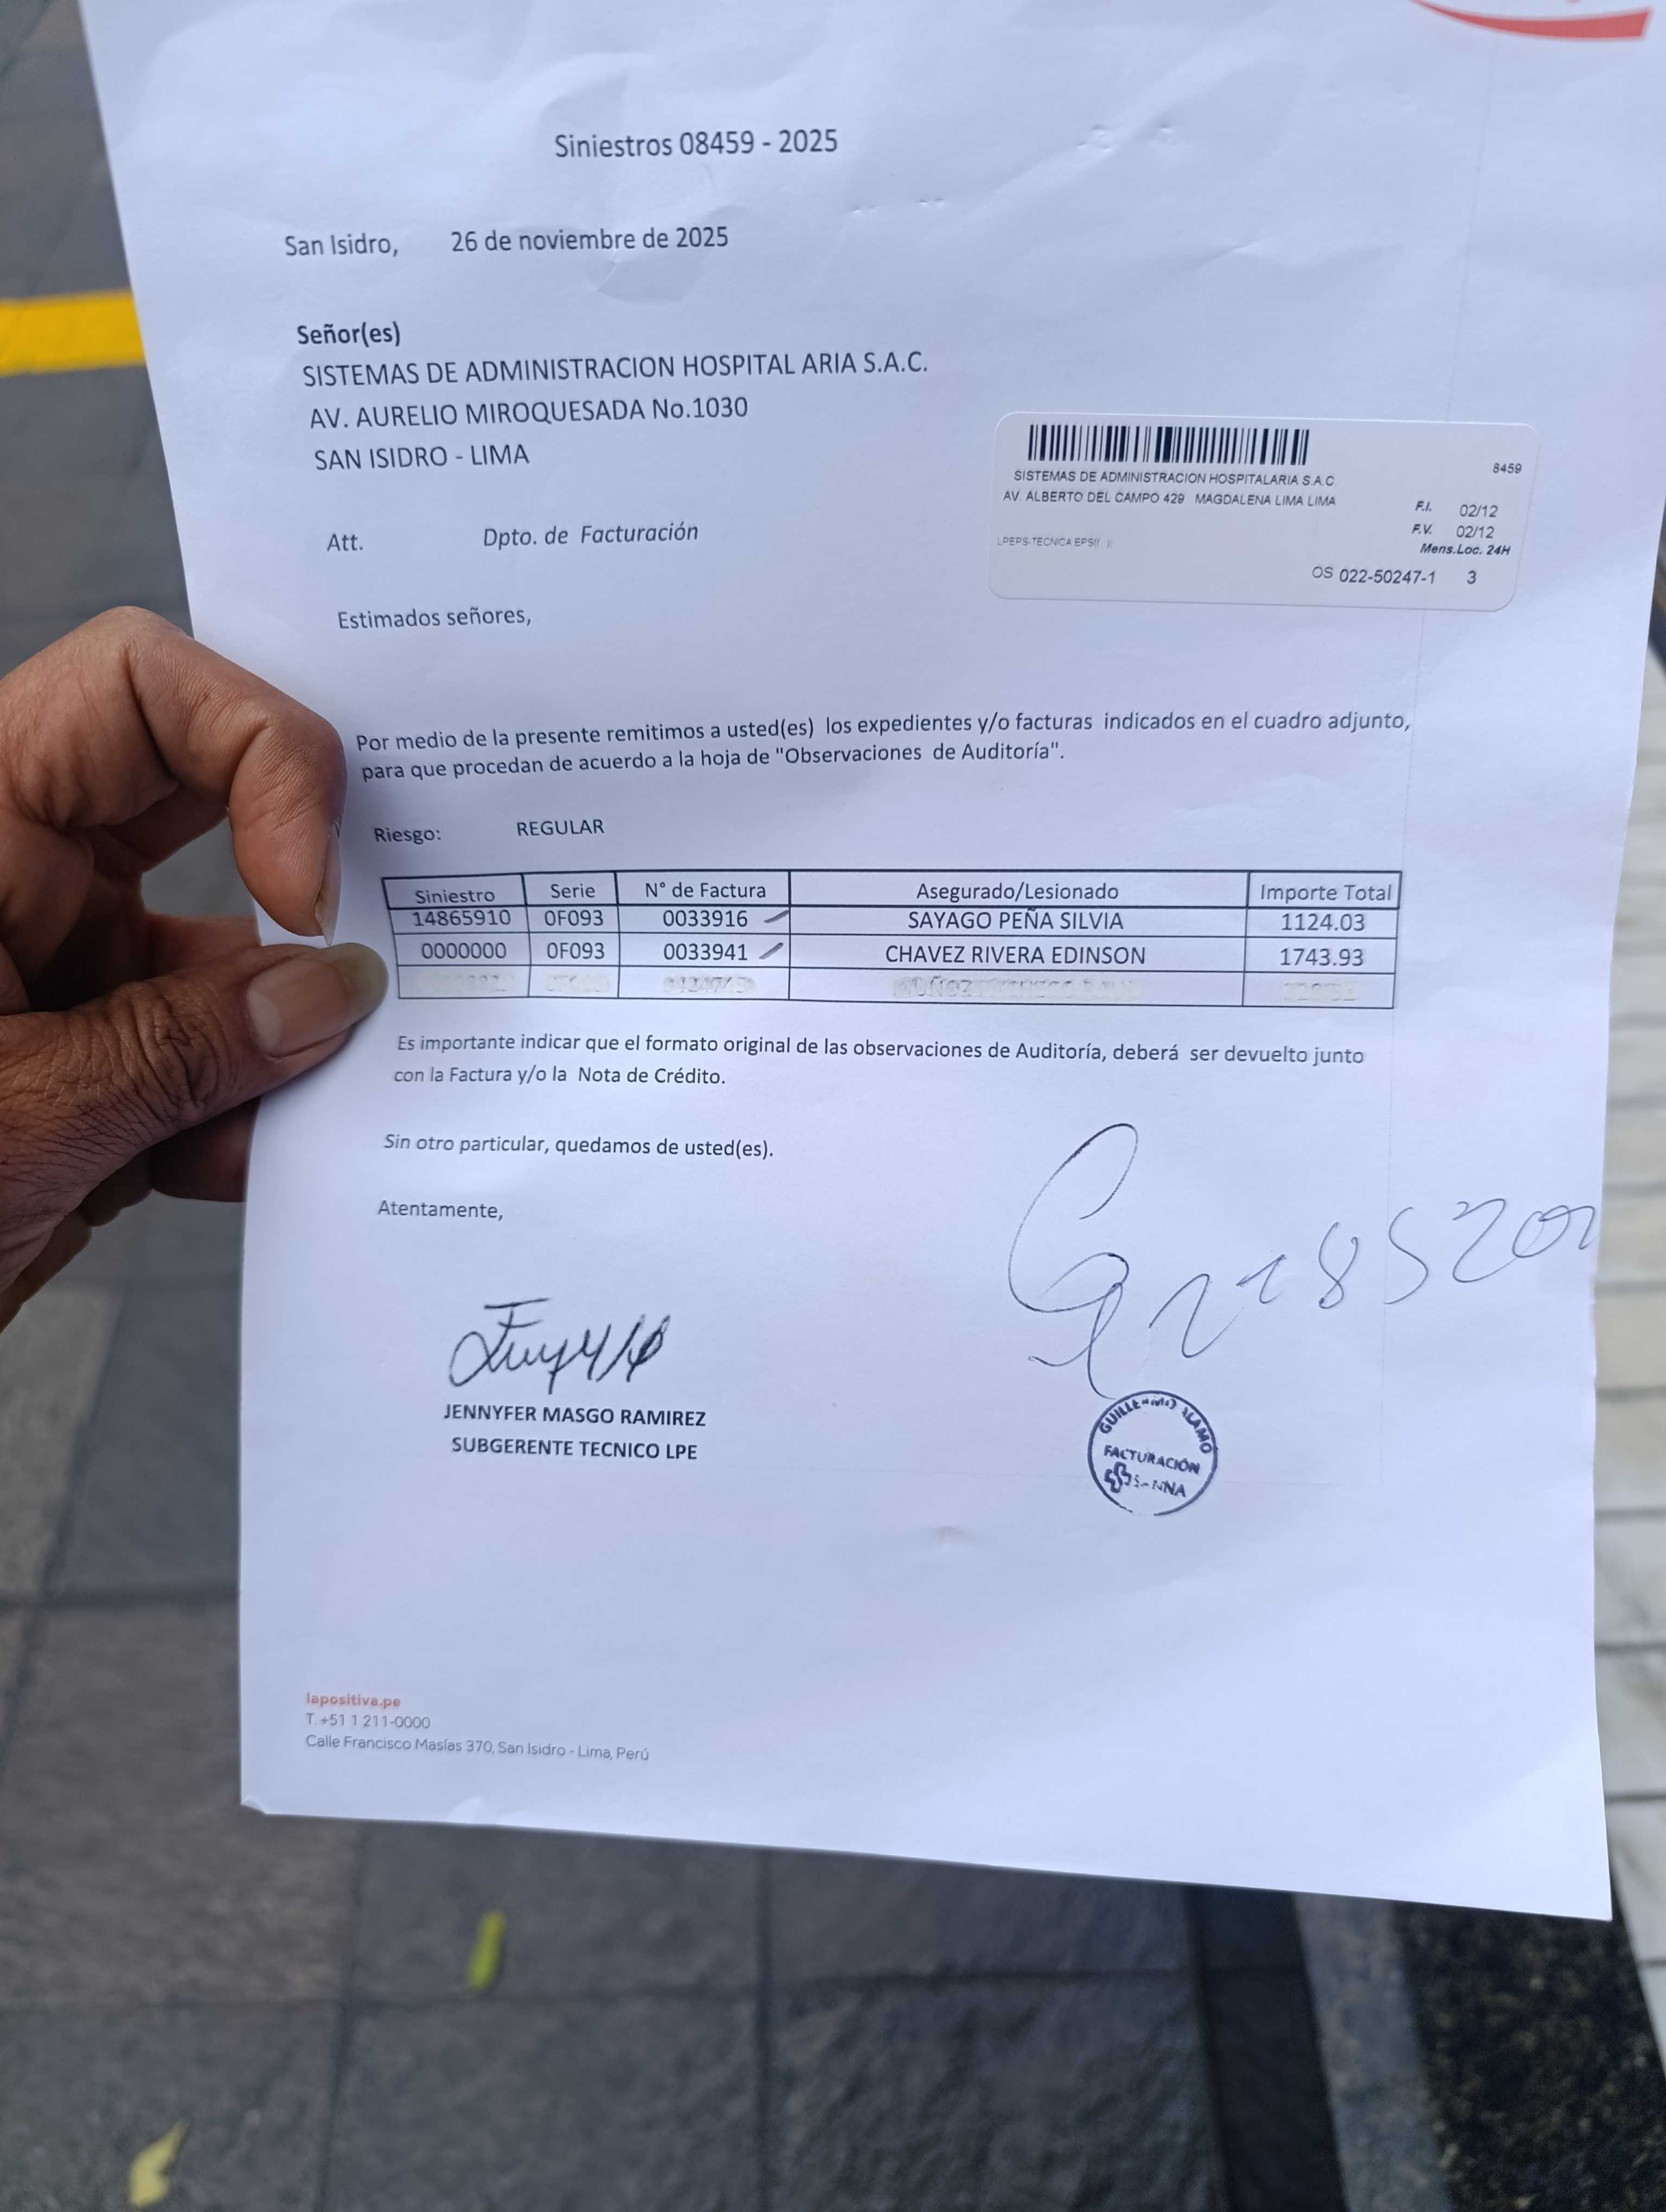 Siniestros 08459 - 2025
San Isidro, 26 de noviembre de 2025
Señor(es)
SISTEMAS DE ADMINISTRACION HOSPITAL ARIA S.A.C.
AV. AURELIO MIROQUESADA No.1030
SAN ISIDRO - LIMA
8459
SISTEMAS DE ADMINISTRACION HOSPITALARIA S.A.C
AV. ALBERTO DEL CAMPO 429 MAGDALENA LIMA LIMA
F.I. 02/12
F.V. 02/12
LPEPS-TECNICA EPS(( ))
Mens.Loc. 24H
OS 022-50247-1 3
Att. Dpto. de Facturación
Estimados señores,
Por medio de la presente remitimos a usted(es) los expedientes y/o facturas indicados en el cuadro adjunto,
para que procedan de acuerdo a la hoja de "Observaciones de Auditoría".
Riesgo: REGULAR
Siniestro Serie N° de Factura Asegurado/Lesionado Importe Total
14865910 0F093 0033916 SAYAGO PEÑA SILVIA 1124.03
0000000 0F093 0033941 CHAVEZ RIVERA EDINSON 1743.93
Es importante indicar que el formato original de las observaciones de Auditoría, deberá ser devuelto junto
con la Factura y/o la Nota de Crédito.
Sin otro particular, quedamos de usted(es).
Atentamente,
JENNYFER MASGO RAMIREZ
SUBGERENTE TECNICO LPE
GUILLERMO ALAMO
FACTURACIÓN
SANNA
lapositiva.pe
T. +51 1 211-0000
Calle Francisco Masías 370, San Isidro - Lima, Perú